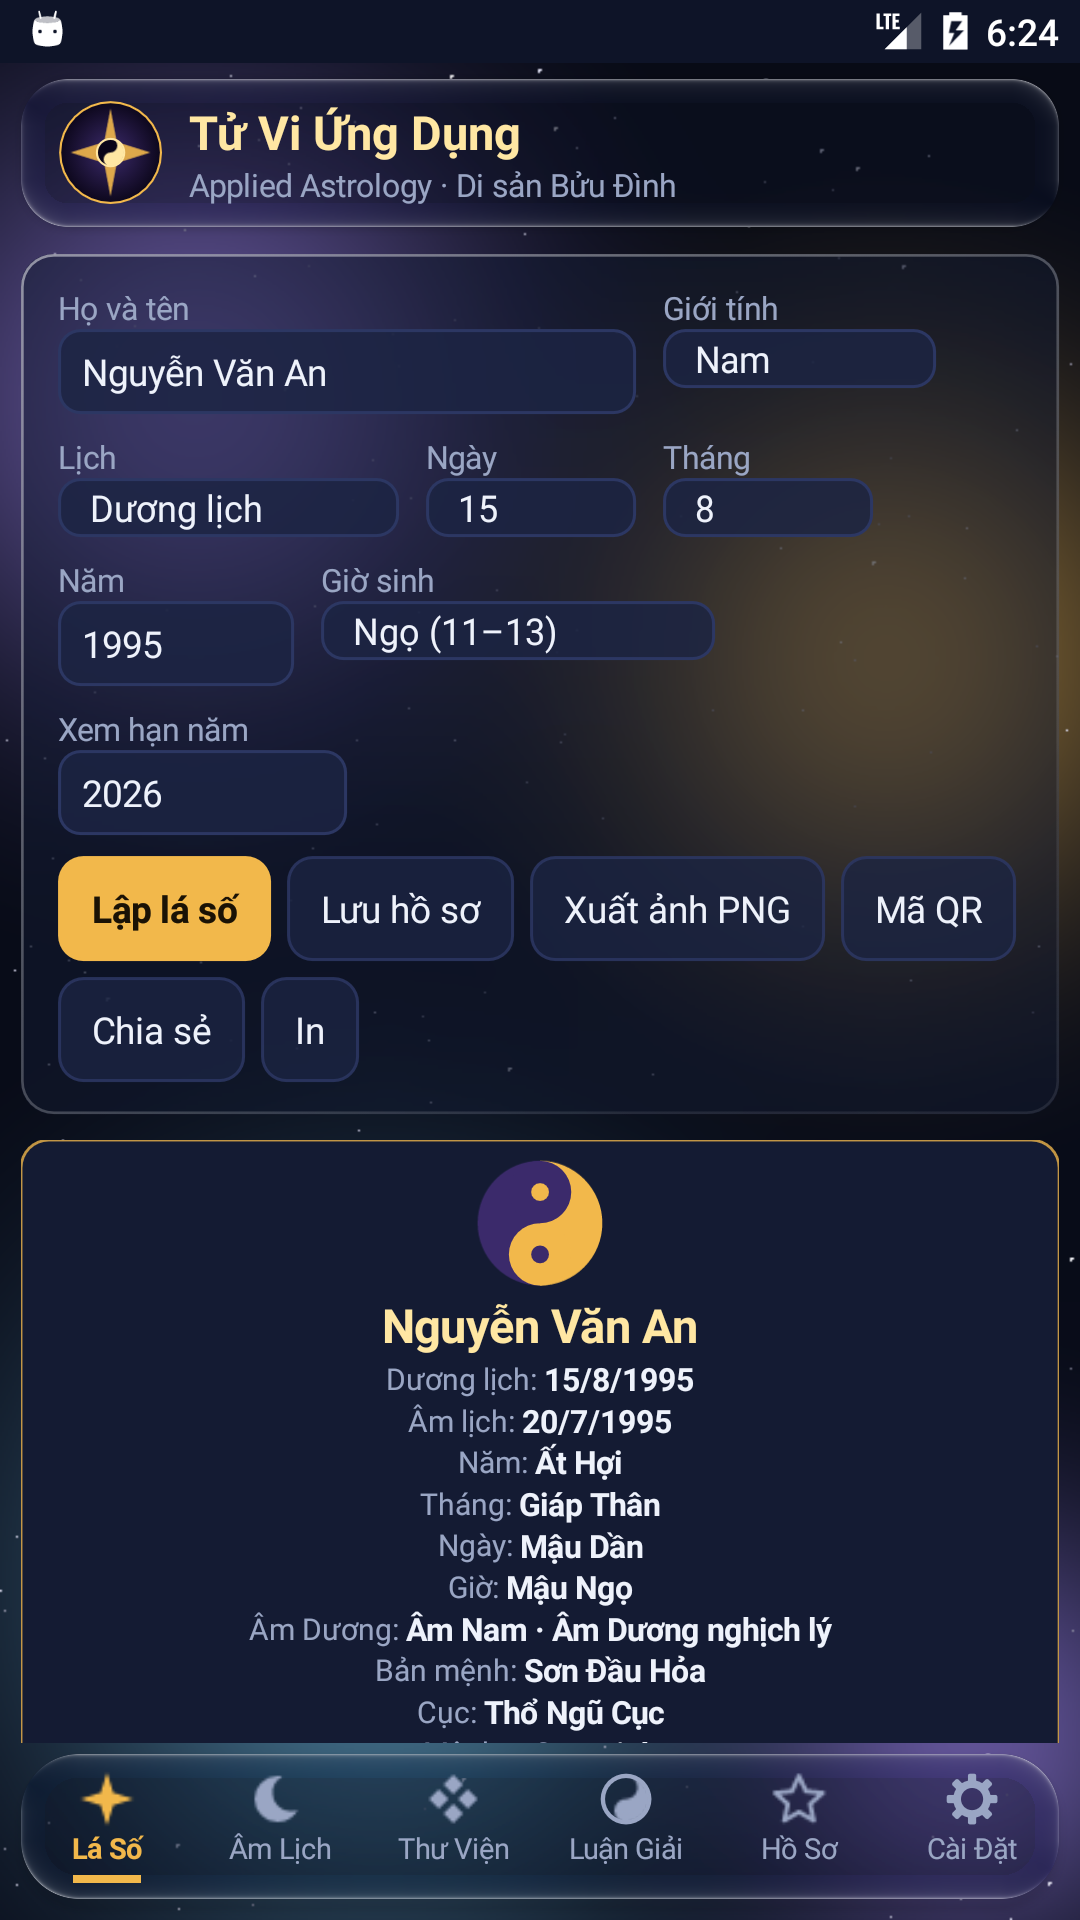 LTE 6:24
Tử Vi Ứng Dụng
Applied Astrology · Di sản Bửu Đình
Họ và tên Giới tính
Nguyễn Văn An Nam
Lịch Ngày Tháng
Dương lịch 15 8
Năm Giờ sinh
1995 Ngọ (11–13)
Xem hạn năm
2026
Lập lá số Lưu hồ sơ Xuất ảnh PNG Mã QR
Chia sẻ In
Nguyễn Văn An
Dương lịch: 15/8/1995
Âm lịch: 20/7/1995
Năm: Ất Hợi
Tháng: Giáp Thân
Ngày: Mậu Dần
Giờ: Mậu Ngọ
Âm Dương: Âm Nam · Âm Dương nghịch lý
Bản mệnh: Sơn Đầu Hỏa
Cục: Thổ Ngũ Cục
Lá Số Âm Lịch Thư Viện Luận Giải Hồ Sơ Cài Đặt